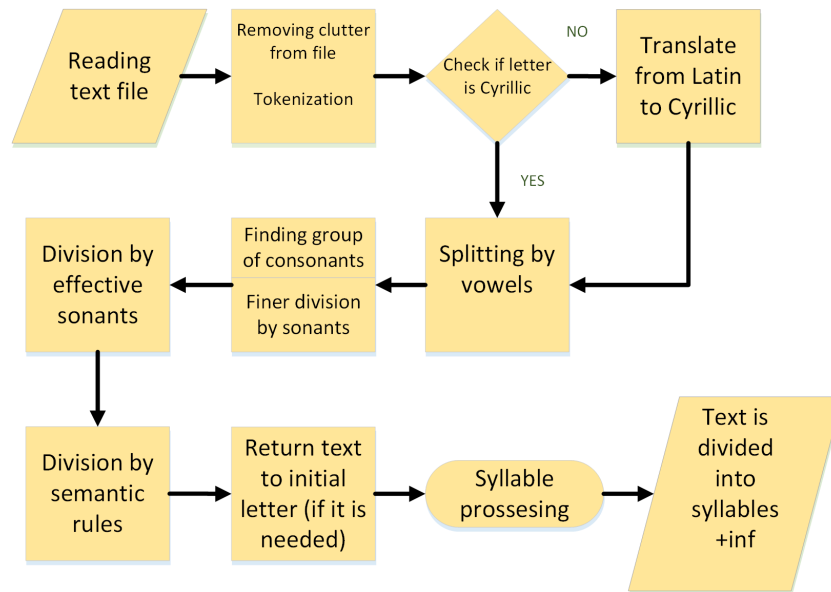 Reading
text file
Removing clutter
from file
Tokenization
Check if letter
is Cyrillic
NO
Translate
from Latin
to Cyrillic
YES
Splitting by
vowels
Finding group
of consonants
Finer division
by sonants
Division by
effective
sonants
Division by
semantic
rules
Return text
to initial
letter (if it is
needed)
Syllable
prossesing
Text is
divided
into
syllables
+inf